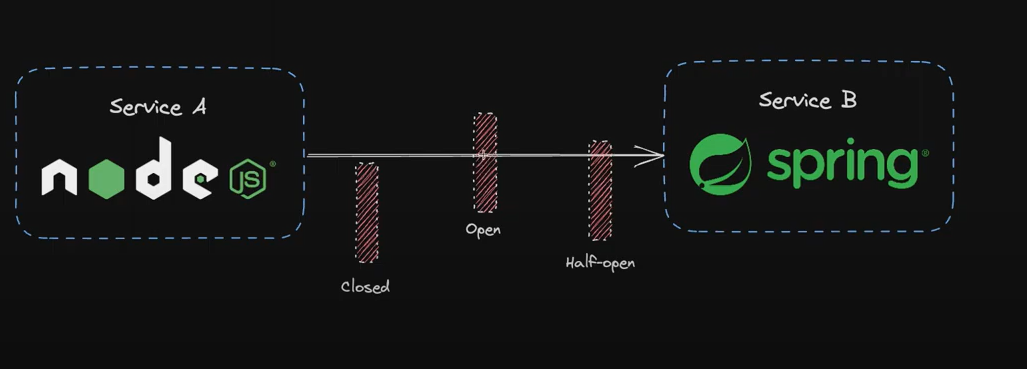 Service A
node
JS
®
Closed
Open
Half-open
Service B
spring®